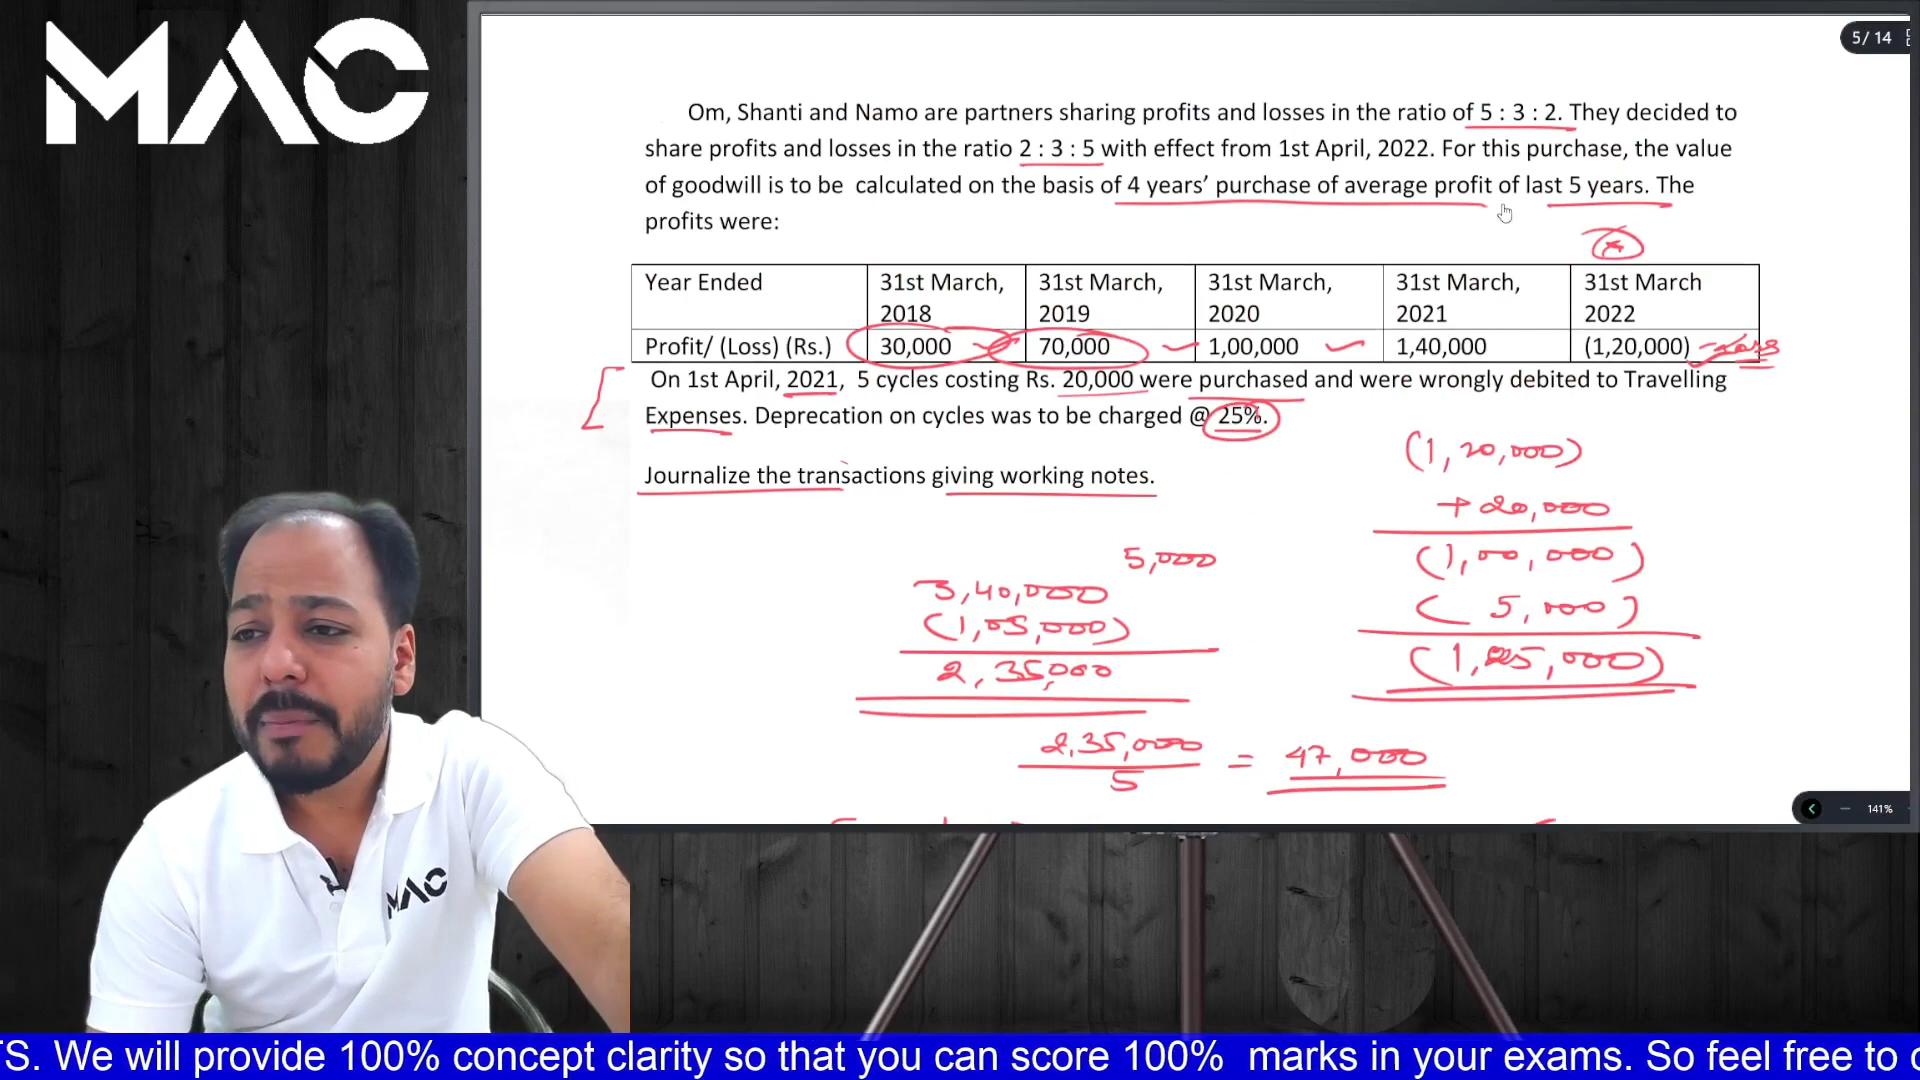 MAC
5/ 14
Om, Shanti and Namo are partners sharing profits and losses in the ratio of 5 : 3 : 2. They decided to
share profits and losses in the ratio 2 : 3 : 5 with effect from 1st April, 2022. For this purchase, the value
of goodwill is to be calculated on the basis of 4 years’ purchase of average profit of last 5 years. The
profits were:
Year Ended 31st March, 2018 31st March, 2019 31st March, 2020 31st March, 2021 31st March 2022
Profit/ (Loss) (Rs.) 30,000 70,000 1,00,000 1,40,000 (1,20,000)
On 1st April, 2021, 5 cycles costing Rs. 20,000 were purchased and were wrongly debited to Travelling
Expenses. Deprecation on cycles was to be charged @ 25%.
(1,20,000)
Journalize the transactions giving working notes.
+ 20,000
(1,00,000)
5,000
3,40,000
( 5,000 )
(1,05,000)
2,35,000
2,35,000
5
= 47,000
141%
MAC
TS. We will provide 100% concept clarity so that you can score 100% marks in your exams. So feel free to